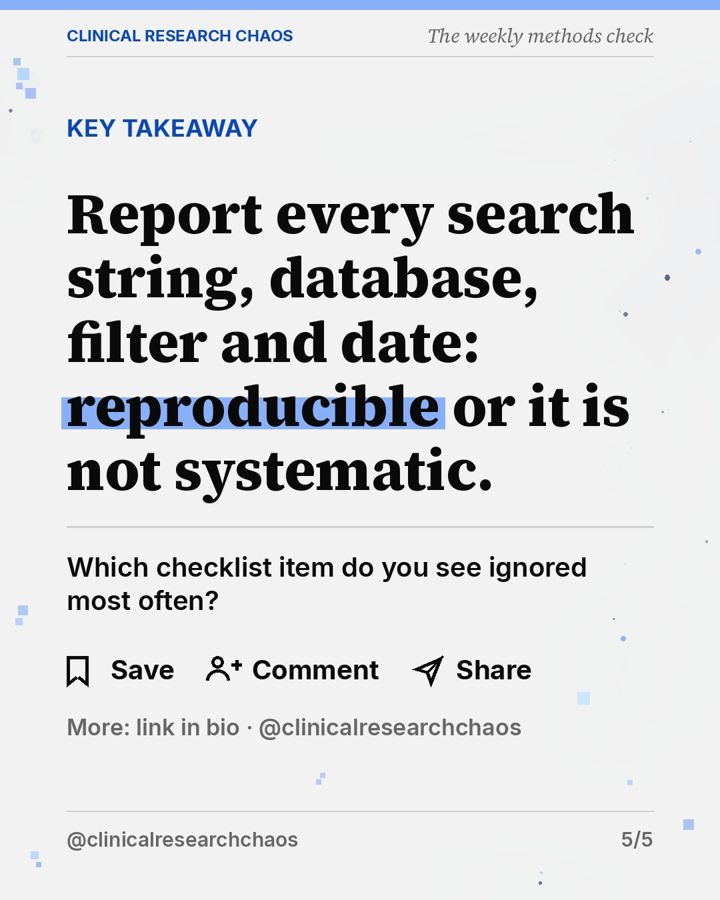 CLINICAL RESEARCH CHAOS
The weekly methods check
KEY TAKEAWAY
Report every search
string, database,
filter and date:
reproducible or it is
not systematic.
Which checklist item do you see ignored
most often?
Save Comment Share
More: link in bio · @clinicalresearchchaos
@clinicalresearchchaos
5/5